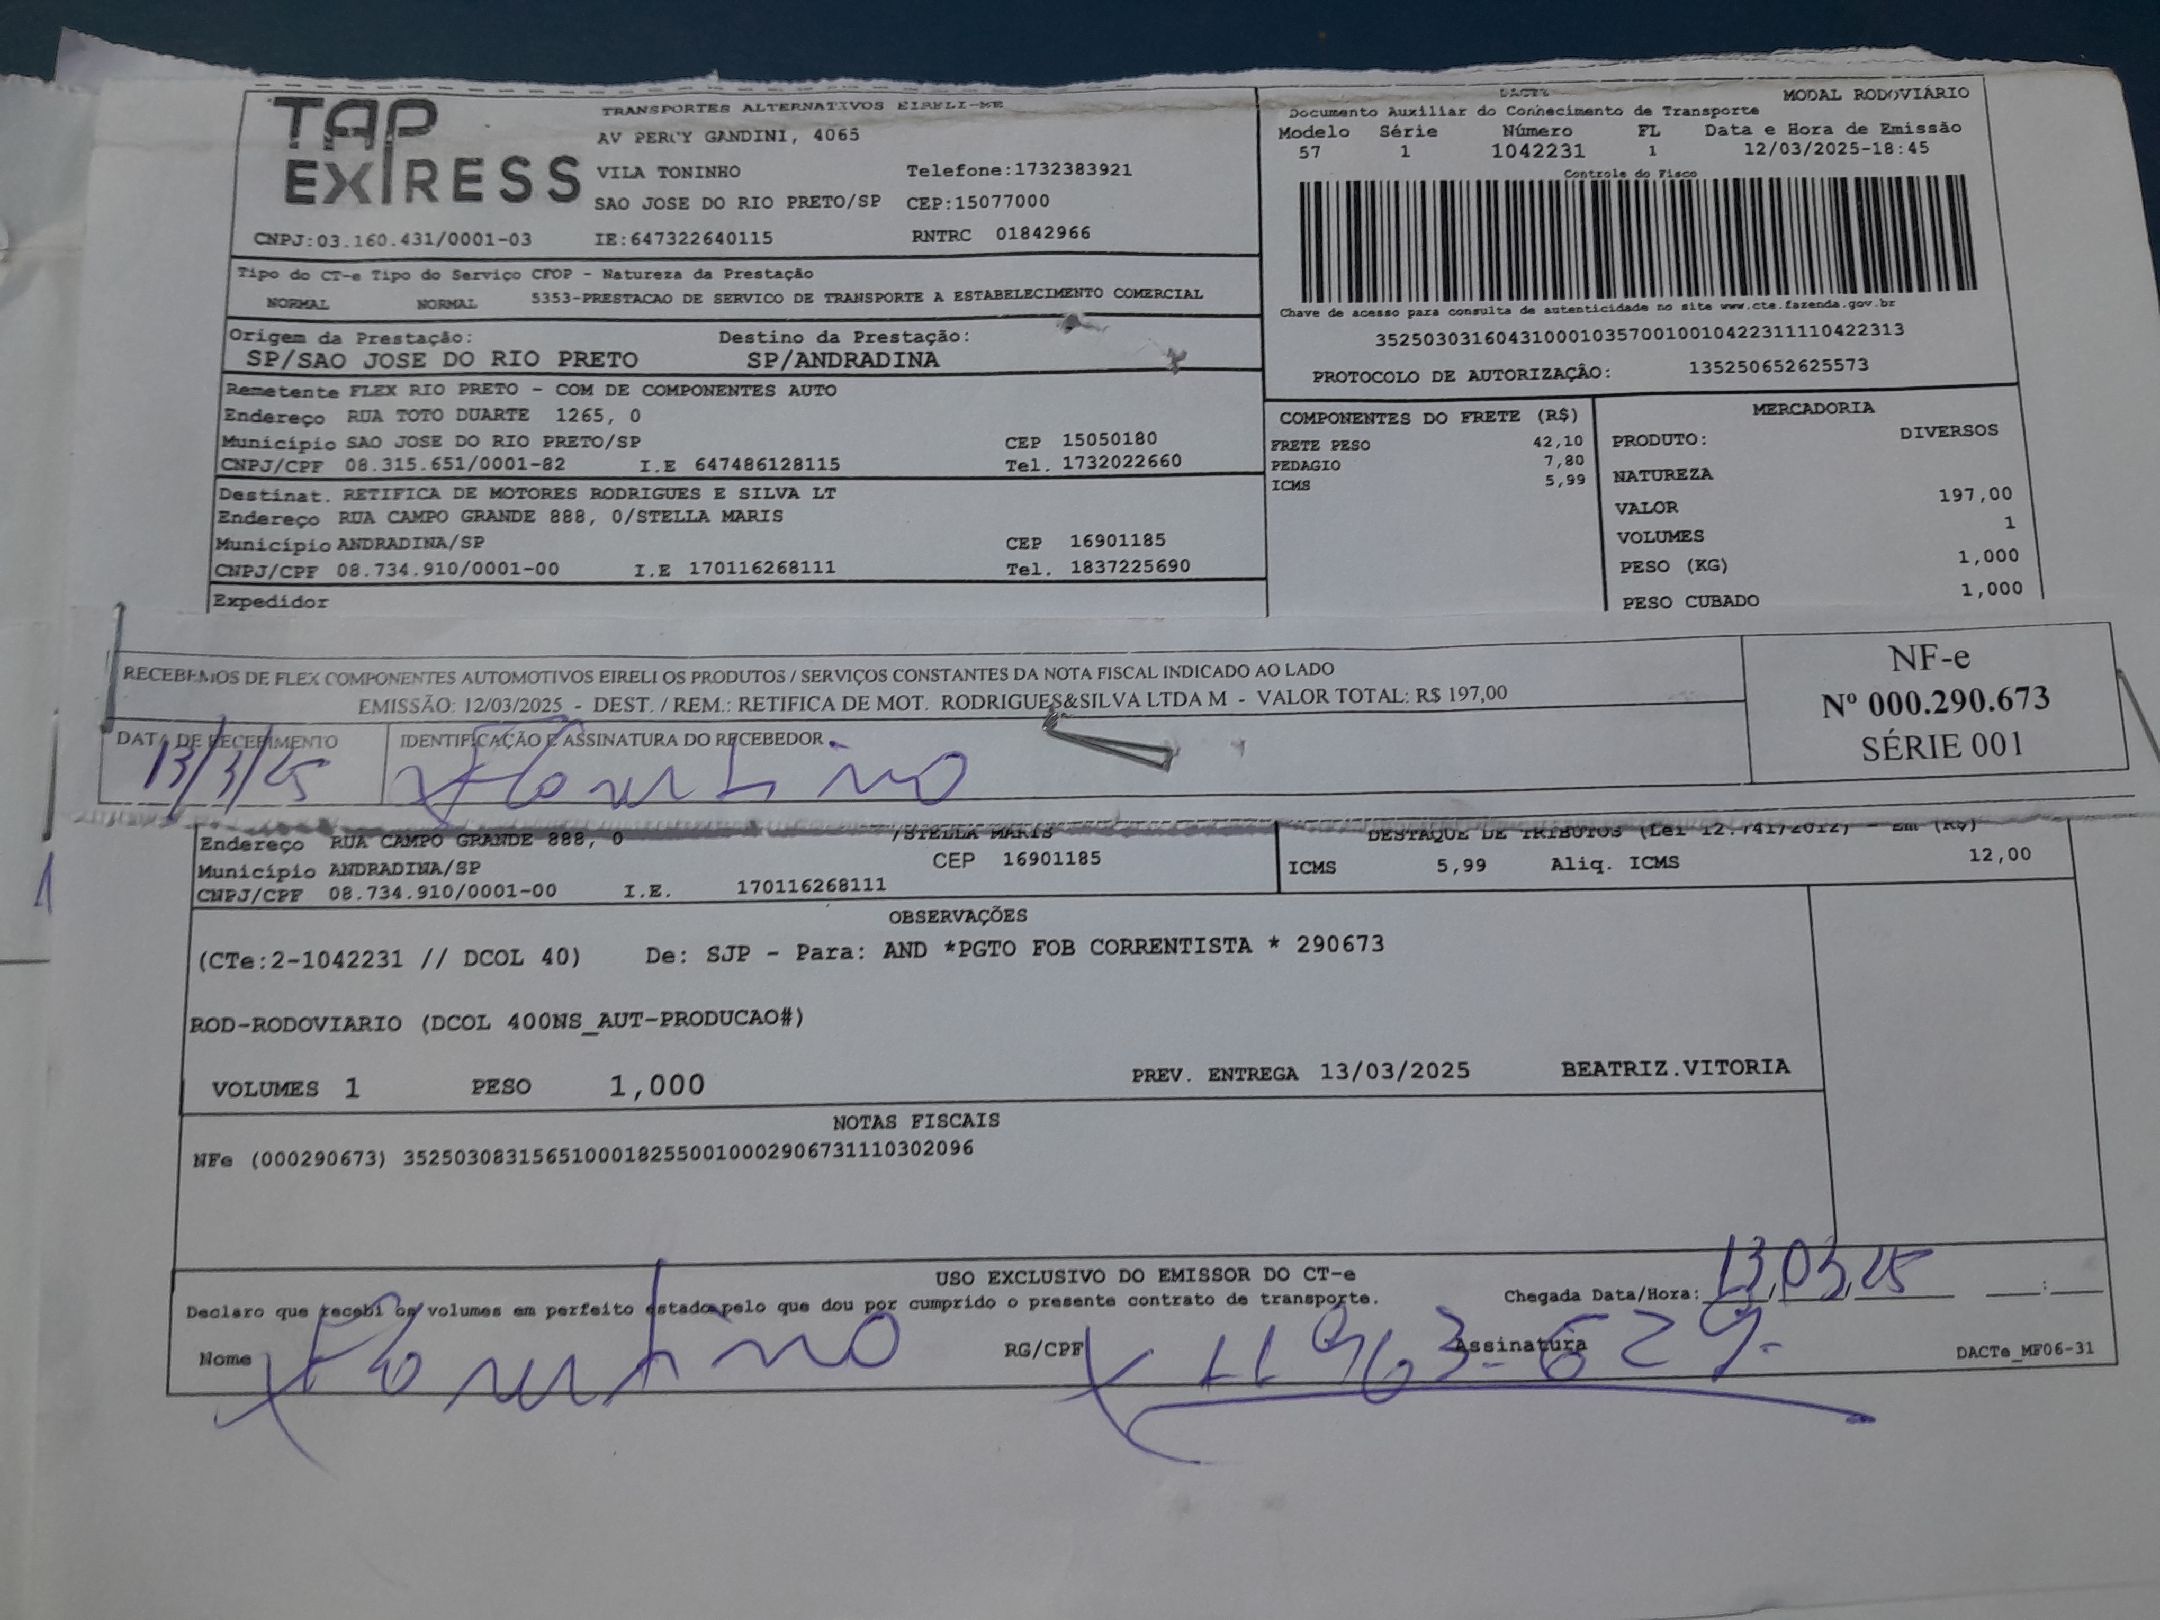 TAP
EXPRESS
TRANSPORTES ALTERNATIVOS EIRELI-ME
AV PERCY GANDINI, 4065
VILA TONINHO Telefone:1732383921
SAO JOSE DO RIO PRETO/SP CEP:15077000
CNPJ:03.160.431/0001-03 IE:647322640115 RNTRC 01842966
DACTE MODAL RODOVIÁRIO
Documento Auxiliar do Conhecimento de Transporte
Modelo Série Número FL Data e Hora de Emissão
57 1 1042231 1 12/03/2025-18:45
Controle do Fisco
Chave de acesso para consulta de autenticidade no site www.cte.fazenda.gov.br
35250303160431000103570010010422311110422313
PROTOCOLO DE AUTORIZAÇÃO: 135250652625573
Tipo do CT-e Tipo do Serviço CFOP - Natureza da Prestação
NORMAL NORMAL 5353-PRESTACAO DE SERVICO DE TRANSPORTE A ESTABELECIMENTO COMERCIAL
Origem da Prestação: Destino da Prestação:
SP/SAO JOSE DO RIO PRETO SP/ANDRADINA
Remetente FLEX RIO PRETO - COM DE COMPONENTES AUTO
Endereço RUA TOTO DUARTE 1265, 0
Município SAO JOSE DO RIO PRETO/SP CEP 15050180
CNPJ/CPF 08.315.651/0001-82 I.E 647486128115 Tel. 1732022660
Destinat. RETIFICA DE MOTORES RODRIGUES E SILVA LT
Endereço RUA CAMPO GRANDE 888, 0/STELLA MARIS
Município ANDRADINA/SP CEP 16901185
CNPJ/CPF 08.734.910/0001-00 I.E 170116268111 Tel. 1837225690
Expedidor
COMPONENTES DO FRETE (R$)
FRETE PESO 42,10
PEDAGIO 7,80
ICMS 5,99
MERCADORIA
PRODUTO: DIVERSOS
NATUREZA
VALOR 197,00
VOLUMES 1
PESO (KG) 1,000
PESO CUBADO 1,000
RECEBEMOS DE FLEX COMPONENTES AUTOMOTIVOS EIRELI OS PRODUTOS / SERVIÇOS CONSTANTES DA NOTA FISCAL INDICADO AO LADO
EMISSÃO: 12/03/2025 - DEST. / REM.: RETIFICA DE MOT. RODRIGUES&SILVA LTDA M - VALOR TOTAL: R$ 197,00
DATA DE RECEBIMENTO IDENTIFICAÇÃO E ASSINATURA DO RECEBEDOR
13/3/25
NF-e
Nº 000.290.673
SÉRIE 001
Endereço RUA CAMPO GRANDE 888, 0 /STELLA MARIS
Município ANDRADINA/SP CEP 16901185
CNPJ/CPF 08.734.910/0001-00 I.E. 170116268111
DESTAQUE DE TRIBUTOS (Lei 12.741/2012) - Em (R$)
ICMS 5,99 Aliq. ICMS 12,00
OBSERVAÇÕES
(CTe:2-1042231 // DCOL 40) De: SJP - Para: AND *PGTO FOB CORRENTISTA * 290673
ROD-RODOVIARIO (DCOL 400NS_AUT-PRODUCAO#)
VOLUMES 1 PESO 1,000 PREV. ENTREGA 13/03/2025 BEATRIZ.VITORIA
NOTAS FISCAIS
NFe (000290673) 35250308315651000182550010002906731110302096
USO EXCLUSIVO DO EMISSOR DO CT-e
Declaro que recebi os volumes em perfeito estado pelo que dou por cumprido o presente contrato de transporte. Chegada Data/Hora: 13,03,25 :
Nome RG/CPF 11963-629- Assinatura DACTe_MF06-31